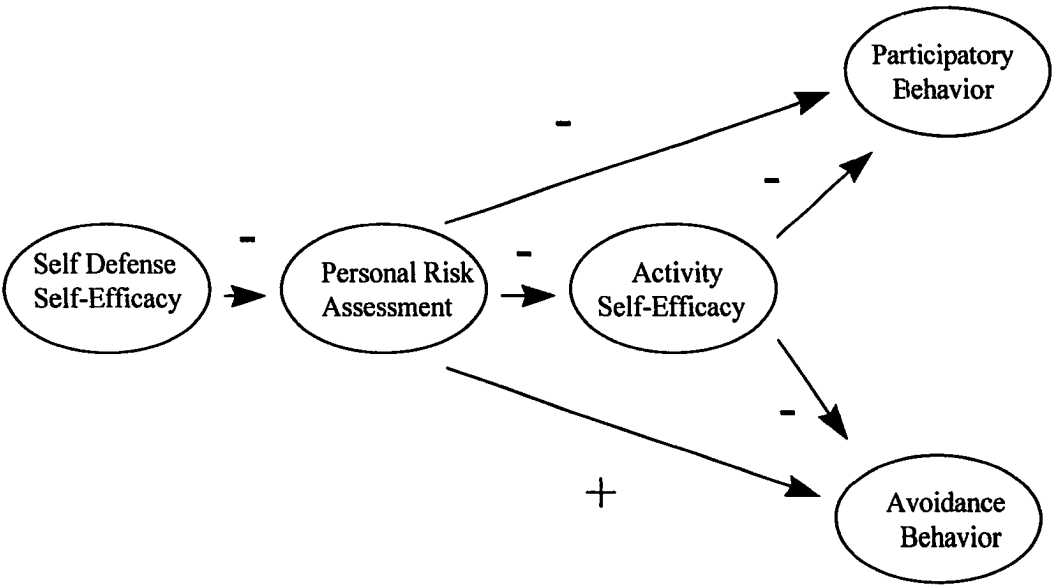 Participatory
Behavior
-
-
-
-
Self Defense
Self-Efficacy
Personal Risk
Assessment
Activity
Self-Efficacy
-
+
Avoidance
Behavior